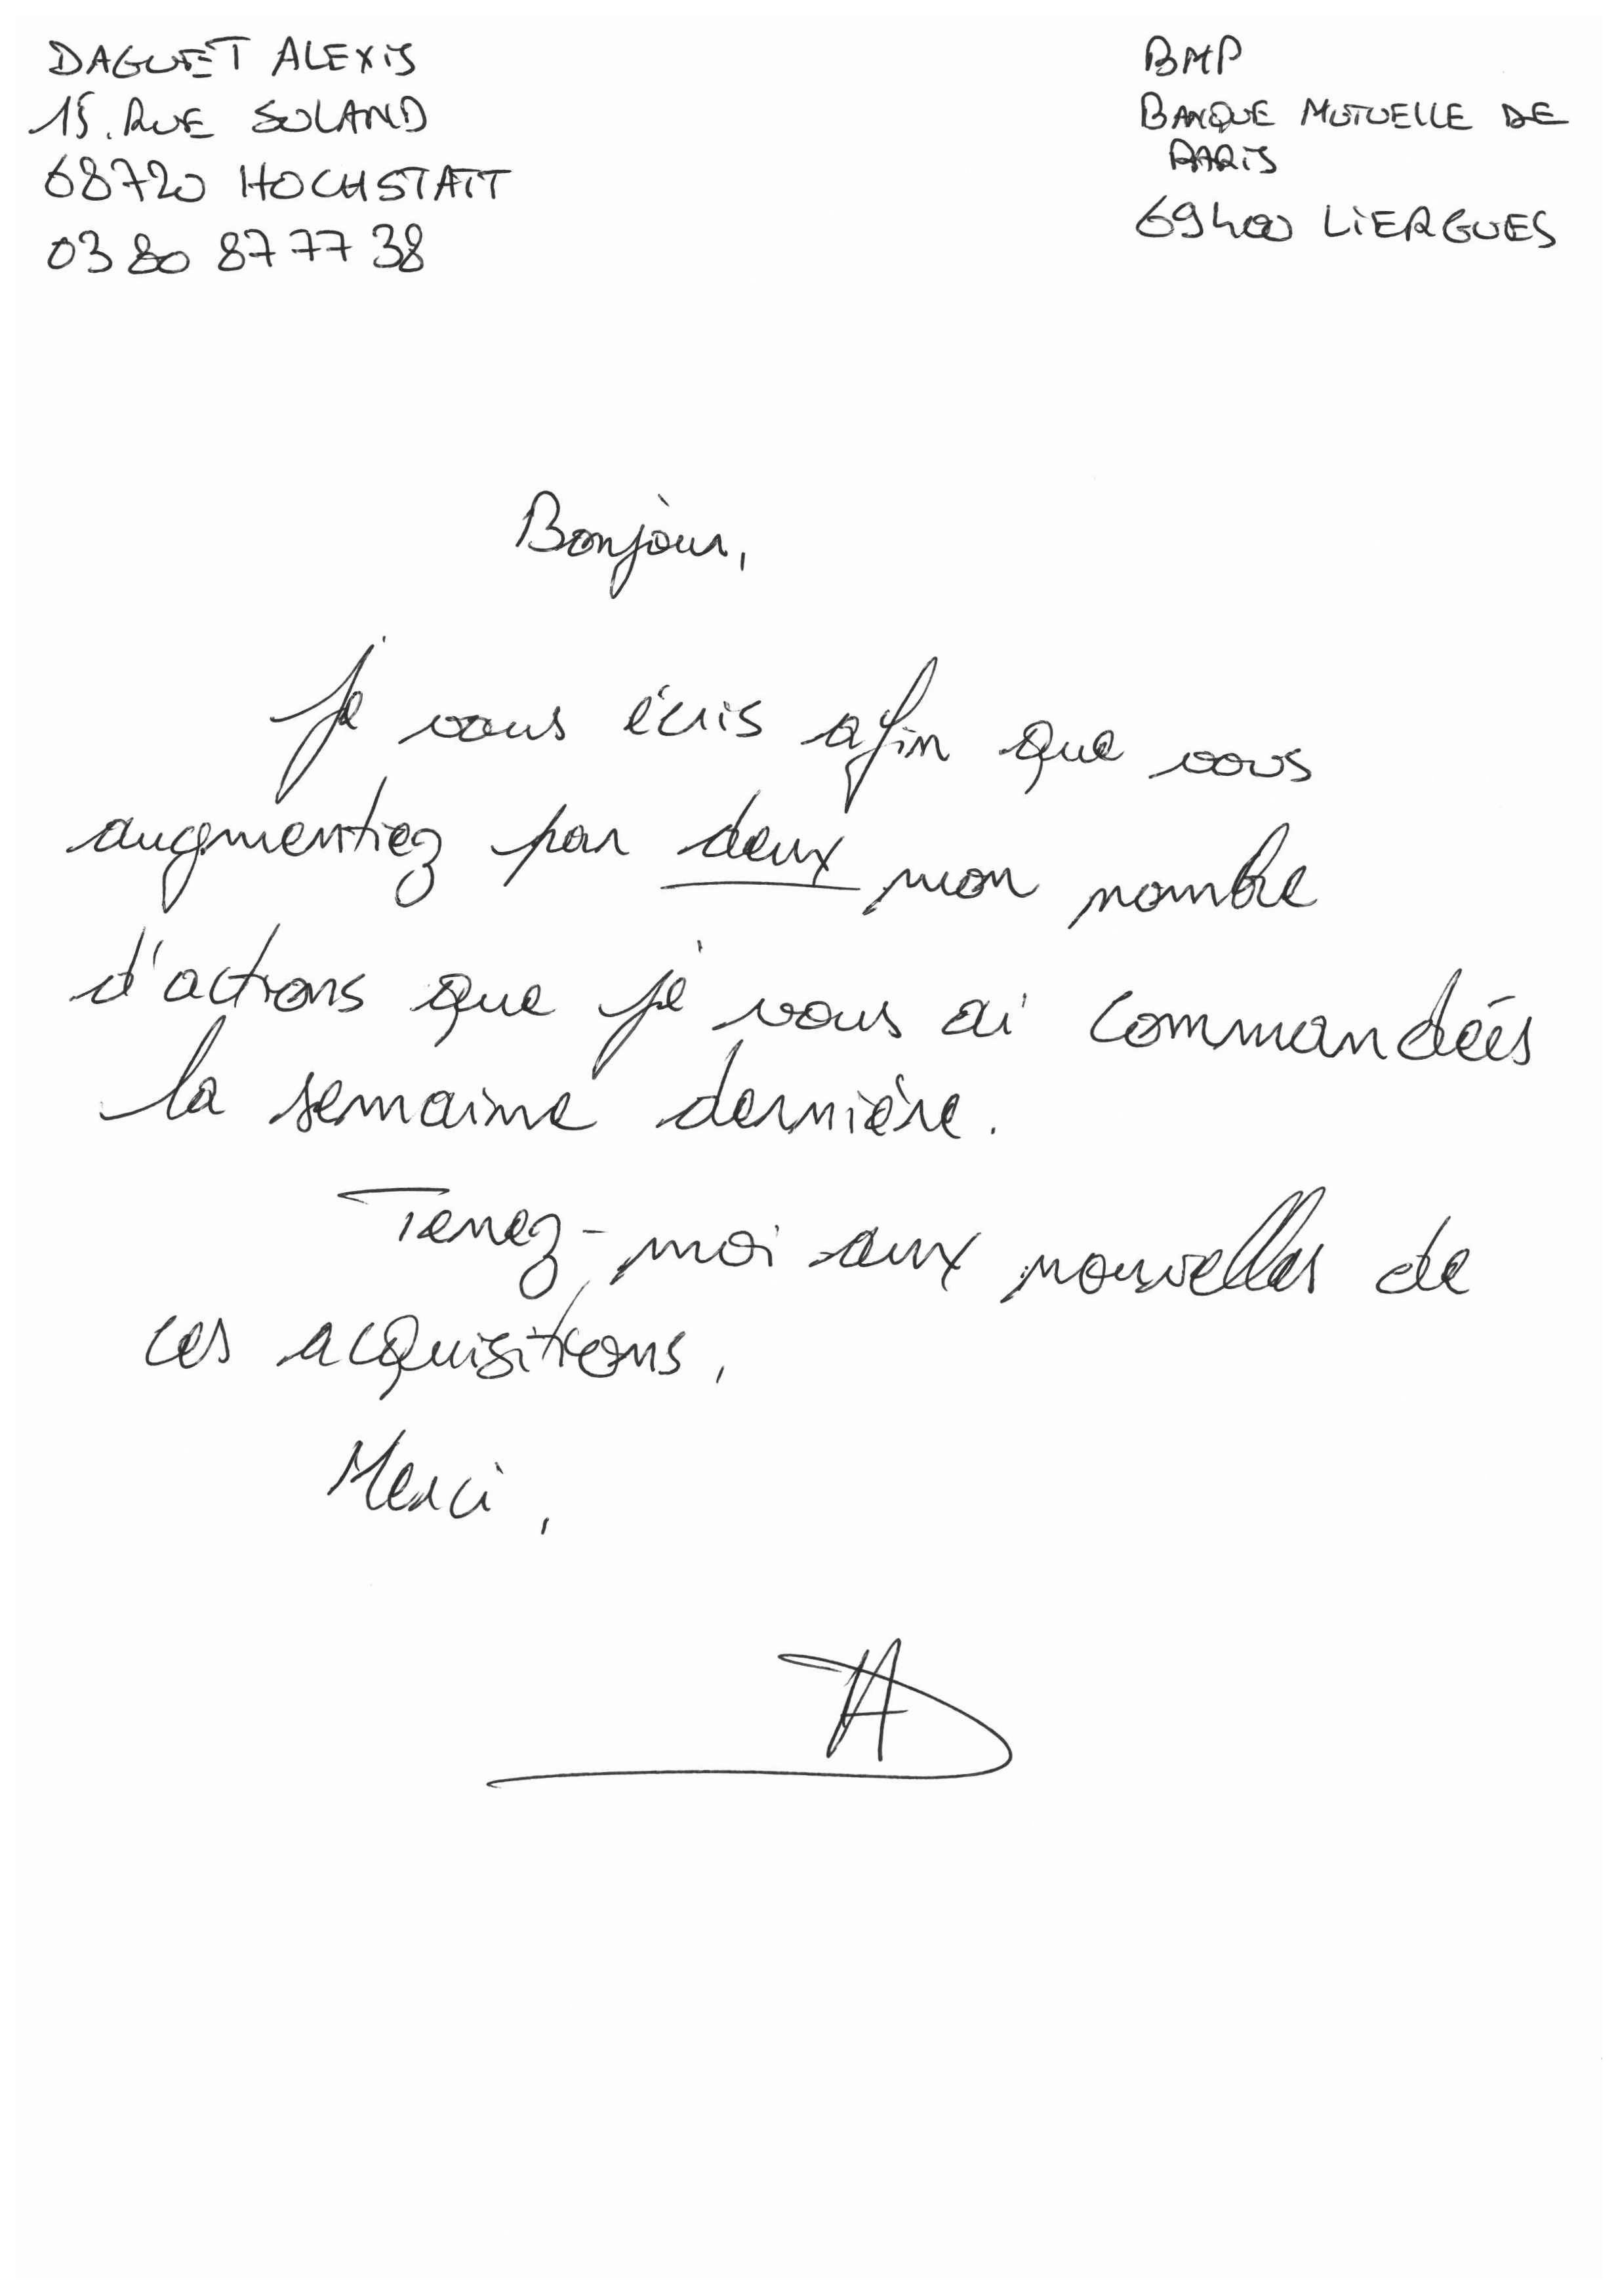 DAGUET ALEXIS
15, RUE SOLAND
68720 HOCHSTATT
03 80 87 77 38
BMP
BANQUE MUTUELLE DE
PARIS
69400 LIERGUES
Bonjour,
Je vous écris afin que vous
augmentiez par deux mon nombre
d'actions que je vous ai commandées
la semaine dernière.
Tenez-moi aux nouvelles de
ces acquisitions,
Merci,